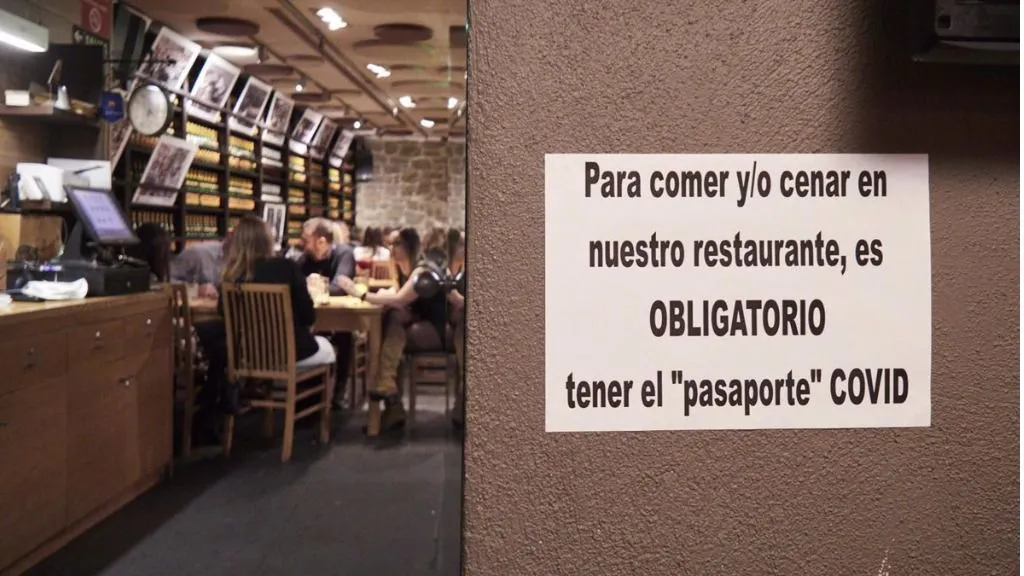 Para comer y/o cenar en
nuestro restaurante, es
OBLIGATORIO
tener el "pasaporte" COVID